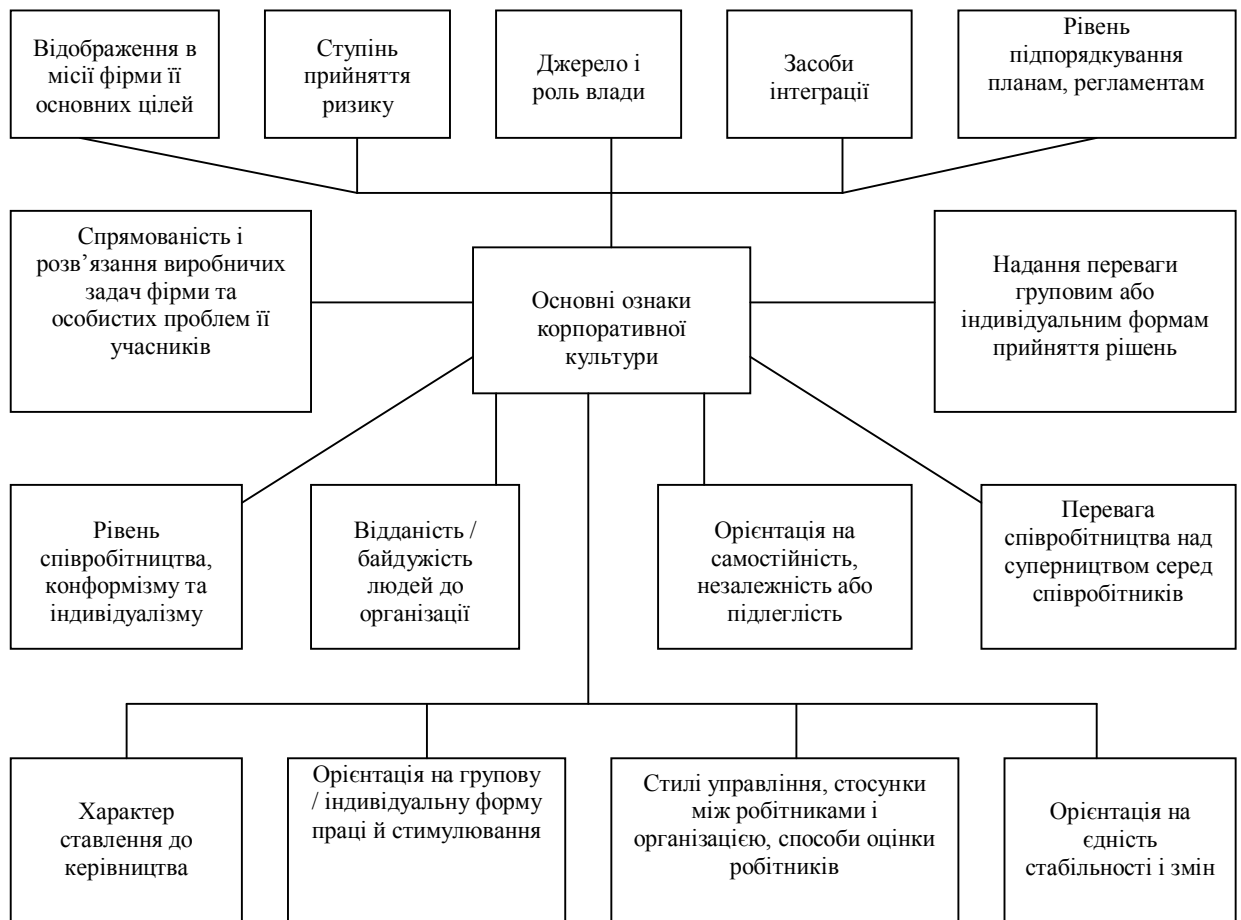 Відображення в
місії фірми її
основних цілей
Ступінь
прийняття
ризику
Джерело і
роль влади
Засоби
інтеграції
Рівень
підпорядкування
планам, регламентам
Спрямованість і
розв’язання виробничих
задач фірми та
особистих проблем її
учасників
Основні ознаки
корпоративної
культури
Надання переваги
груповим або
індивідуальним формам
прийняття рішень
Рівень
співробітництва,
конформізму та
індивідуалізму
Відданість /
байдужість
людей до
організації
Орієнтація на
самостійність,
незалежність або
підлеглість
Перевага
співробітництва над
суперництвом серед
співробітників
Характер
ставлення до
керівництва
Орієнтація на групову
/ індивідуальну форму
праці й стимулювання
Стилі управління, стосунки
між робітниками і
організацією, способи оцінки
робітників
Орієнтація на
єдність
стабільності і змін